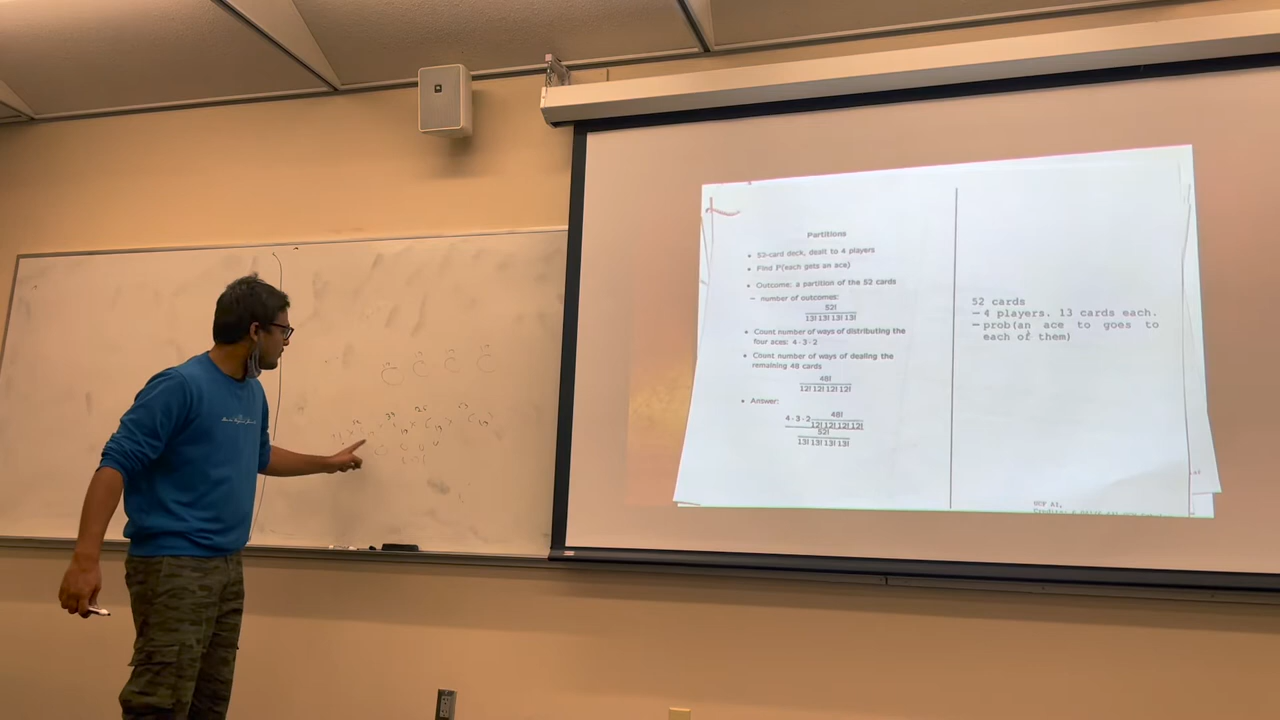 Partitions
• 52-card deck, dealt to 4 players
• Find P(each gets an ace)
• Outcome: a partition of the 52 cards
– number of outcomes:
52!
13! 13! 13! 13!
• Count number of ways of distributing the
four aces: 4 · 3 · 2
• Count number of ways of dealing the
remaining 48 cards
48!
12! 12! 12! 12!
• Answer:
4 · 3 · 2 48!
12! 12! 12! 12!
52!
13! 13! 13! 13!
52 cards
– 4 players. 13 cards each.
– prob(an ace to goes to
each of them)